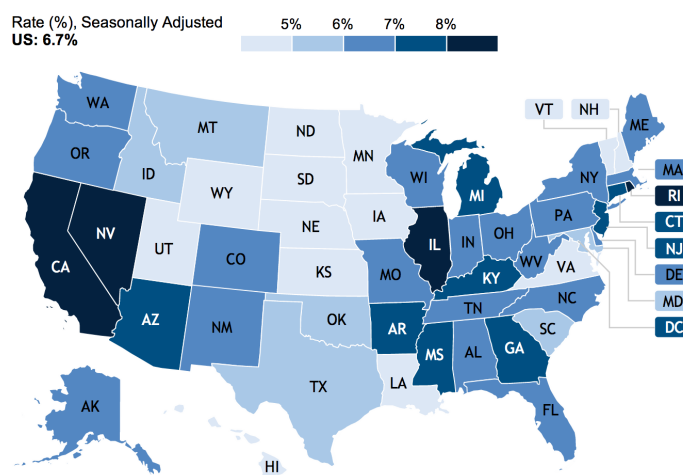 Rate (%), Seasonally Adjusted
US: 6.7%
5% 6% 7% 8%
WA
MT
ND
MN
VT NH
ME
OR
ID
SD
WI
MI
NY
MA
RI
WY
IA
PA
CT
NV
NE
IL
IN
OH
NJ
UT
CO
KS
MO
KY
WV
VA
DE
CA
MD
AZ
NM
OK
AR
TN
NC
SC
DC
TX
LA
MS
AL
GA
AK
FL
HI